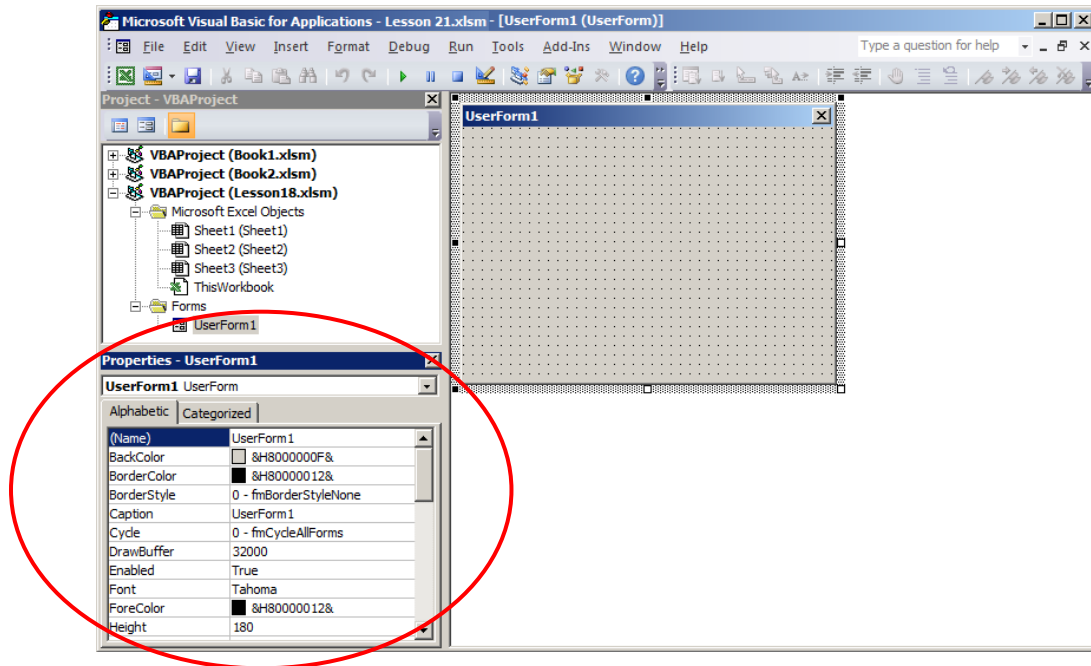 Microsoft Visual Basic for Applications - Lesson 21.xlsm - [UserForm1 (UserForm)]
File Edit View Insert Format Debug Run Tools Add-Ins Window Help Type a question for help
Project - VBAProject
VBAProject (Book1.xlsm)
VBAProject (Book2.xlsm)
VBAProject (Lesson18.xlsm)
Microsoft Excel Objects
Sheet1 (Sheet1)
Sheet2 (Sheet2)
Sheet3 (Sheet3)
ThisWorkbook
Forms
UserForm1
Properties - UserForm1
UserForm1 UserForm
Alphabetic Categorized
(Name) UserForm1
BackColor &H8000000F&
BorderColor &H80000012&
BorderStyle 0 - fmBorderStyleNone
Caption UserForm1
Cycle 0 - fmCycleAllForms
DrawBuffer 32000
Enabled True
Font Tahoma
ForeColor &H80000012&
Height 180
UserForm1